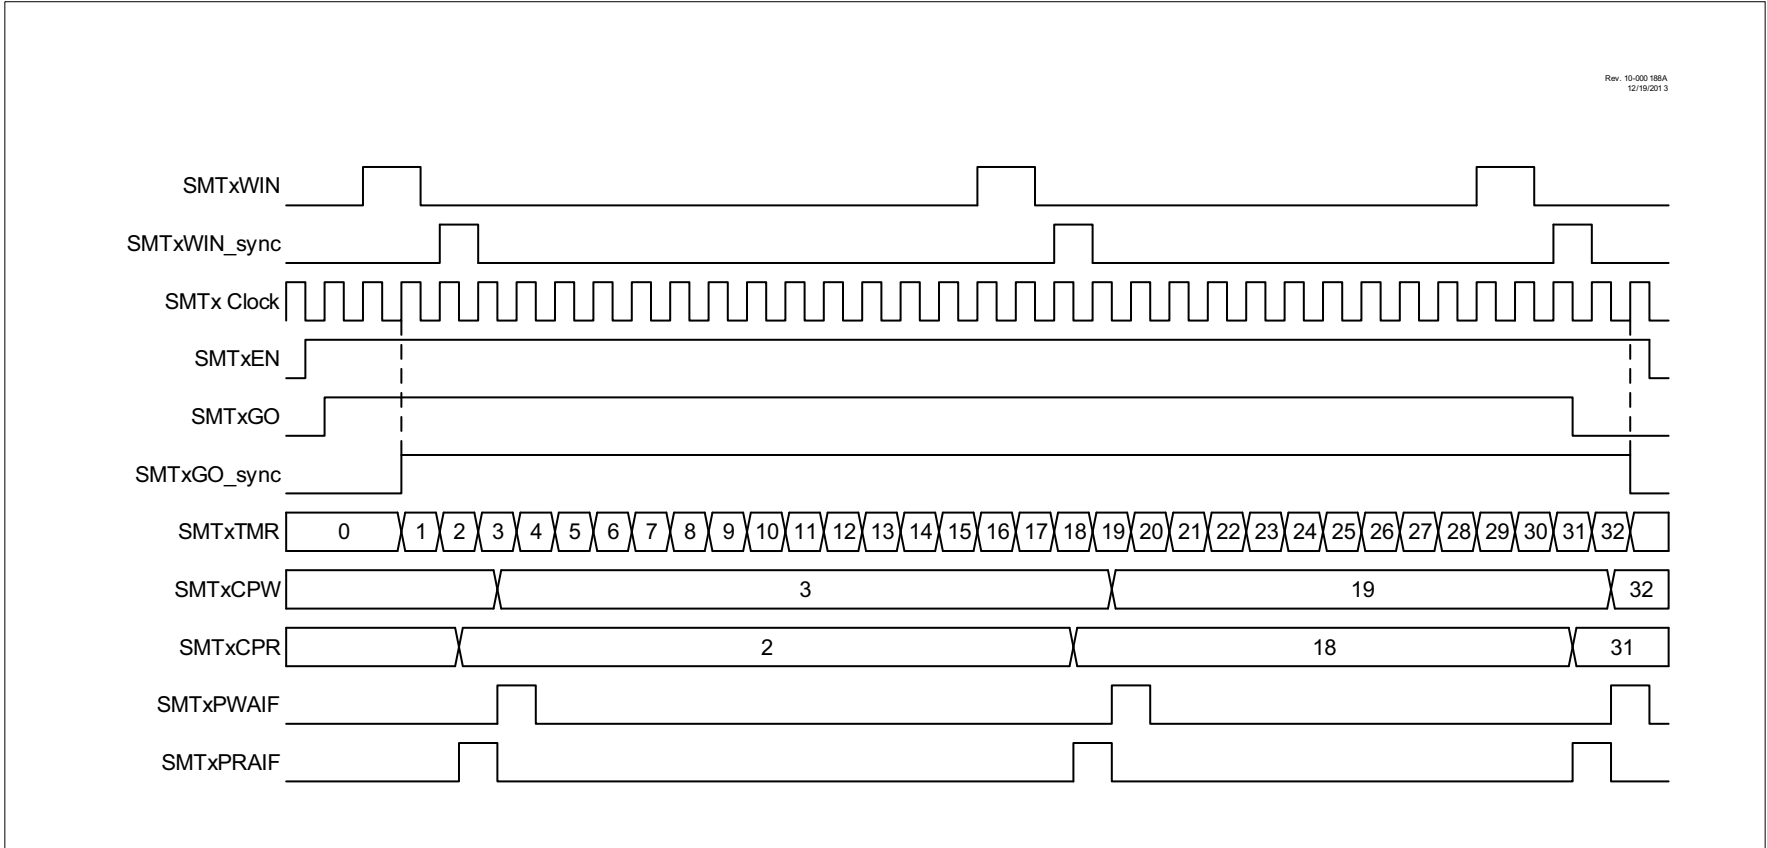 Rev. 10-000 188A
12/19/201 3
SMTxWIN
SMTxWIN_sync
SMTx Clock
SMTxEN
SMTxGO
SMTxGO_sync
SMTxTMR 0 1 2 3 4 5 6 7 8 9 10 11 12 13 14 15 16 17 18 19 20 21 22 23 24 25 26 27 28 29 30 31 32
SMTxCPW 3 19 32
SMTxCPR 2 18 31
SMTxPWAIF
SMTxPRAIF